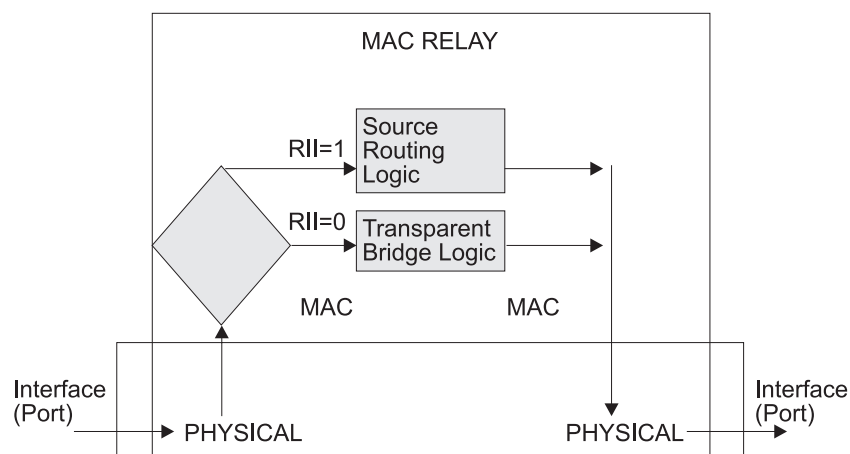 MAC RELAY
RII=1
Source
Routing
Logic
RII=0
Transparent
Bridge Logic
MAC
MAC
Interface
(Port)
PHYSICAL
PHYSICAL
Interface
(Port)